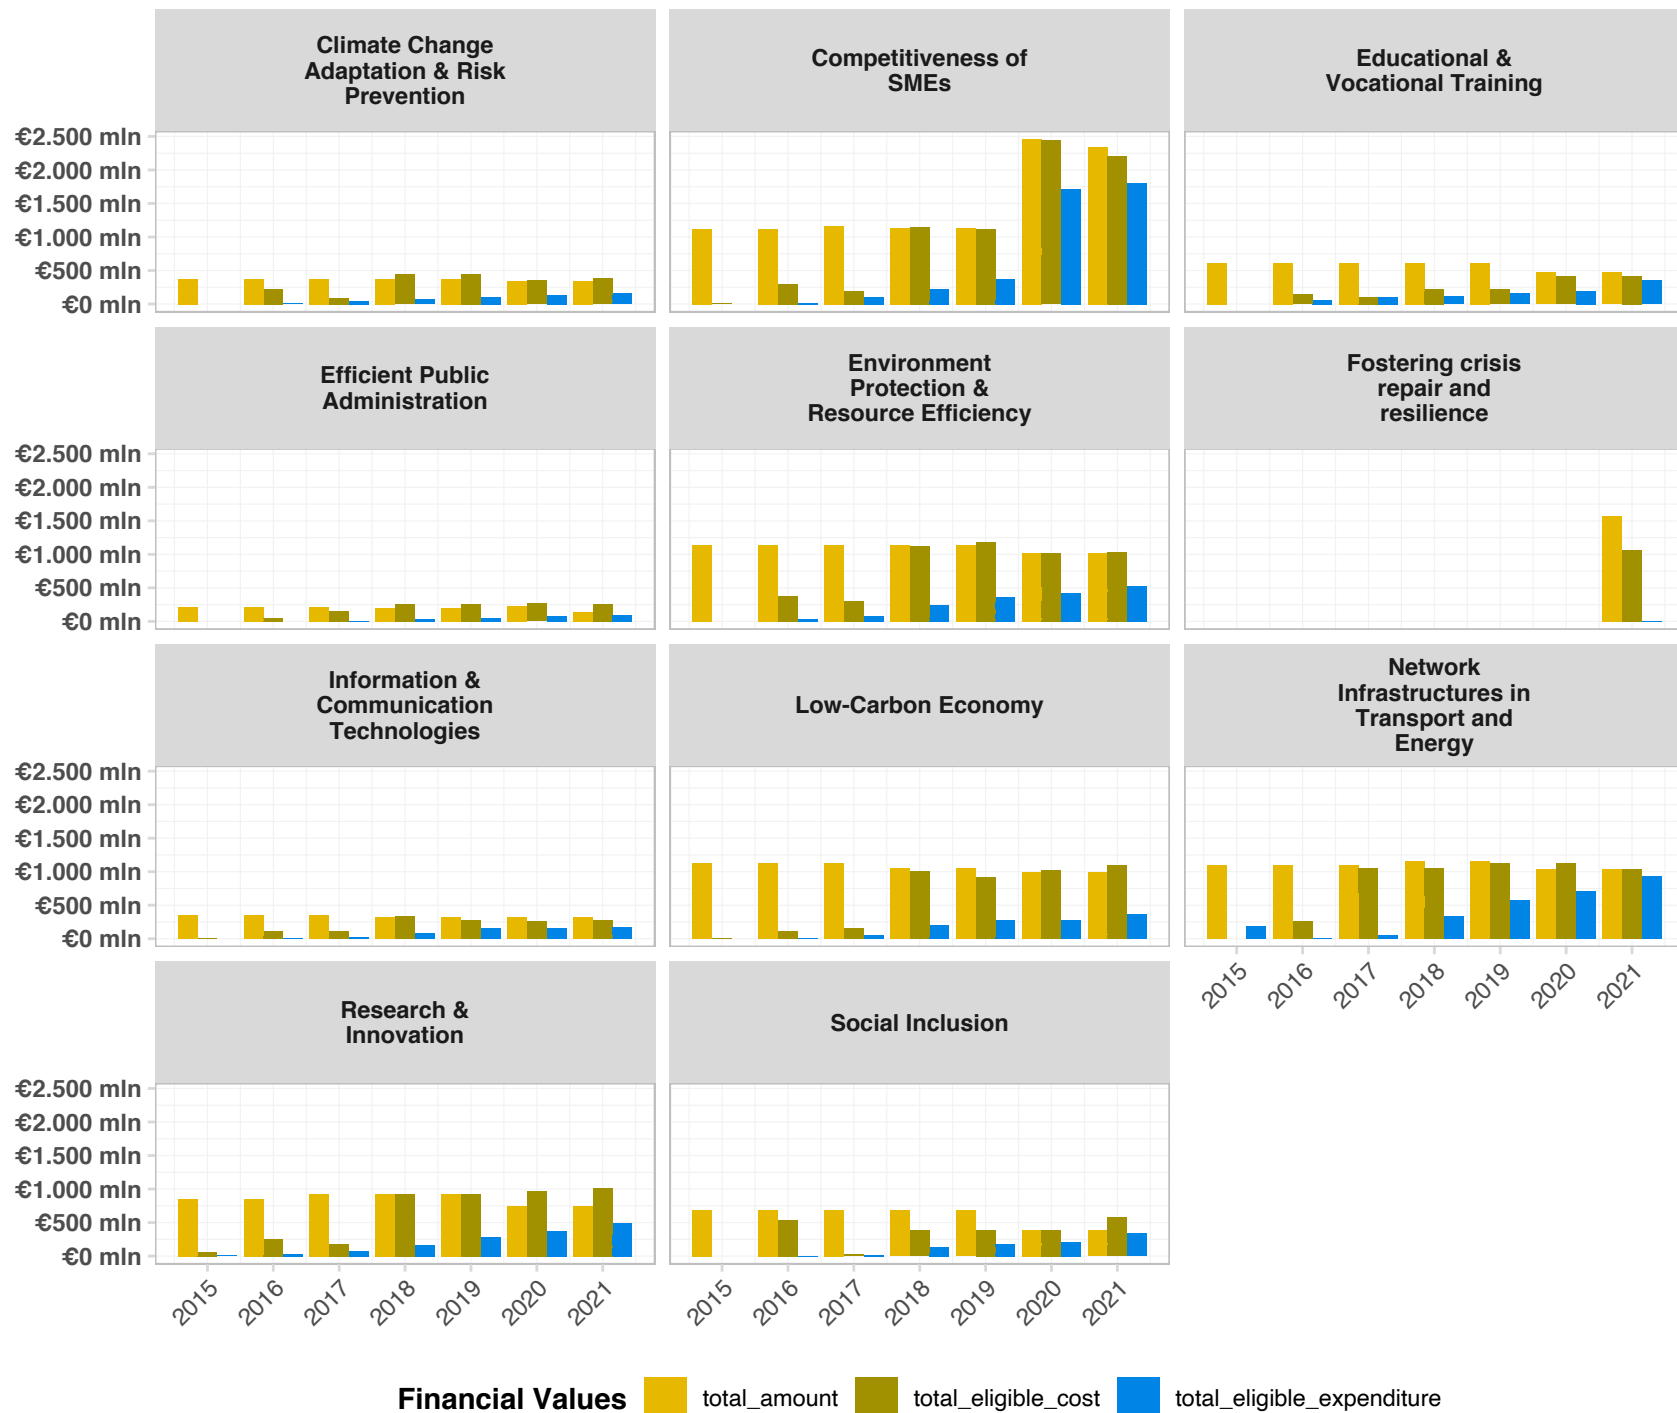 Climate Change
Adaptation & Risk
Prevention
Competitiveness of
SMEs
Educational &
Vocational Training
€2.500 mln
€2.000 mln
€1.500 mln
€1.000 mln
€500 mln
€0 mln
Efficient Public
Administration
Environment
Protection &
Resource Efficiency
Fostering crisis
repair and
resilience
€2.500 mln
€2.000 mln
€1.500 mln
€1.000 mln
€500 mln
€0 mln
Information &
Communication
Technologies
Low-Carbon Economy
Network
Infrastructures in
Transport and
Energy
€2.500 mln
€2.000 mln
€1.500 mln
€1.000 mln
€500 mln
€0 mln
2015 2016 2017 2018 2019 2020 2021
Research &
Innovation
Social Inclusion
€2.500 mln
€2.000 mln
€1.500 mln
€1.000 mln
€500 mln
€0 mln
2015 2016 2017 2018 2019 2020 2021
2015 2016 2017 2018 2019 2020 2021
Financial Values total_amount total_eligible_cost total_eligible_expenditure